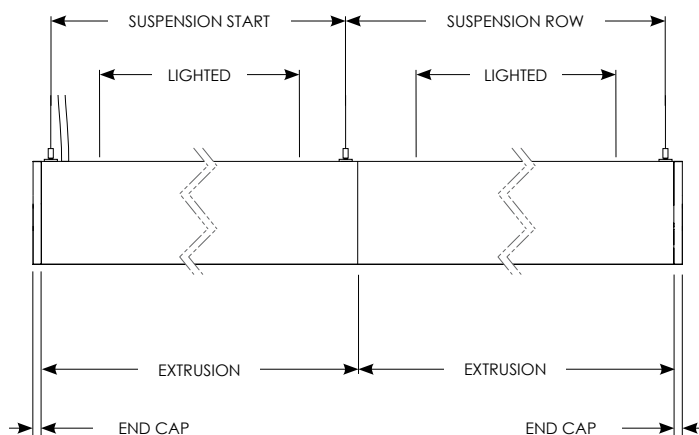 SUSPENSION START
SUSPENSION ROW
LIGHTED
LIGHTED
EXTRUSION
EXTRUSION
END CAP
END CAP